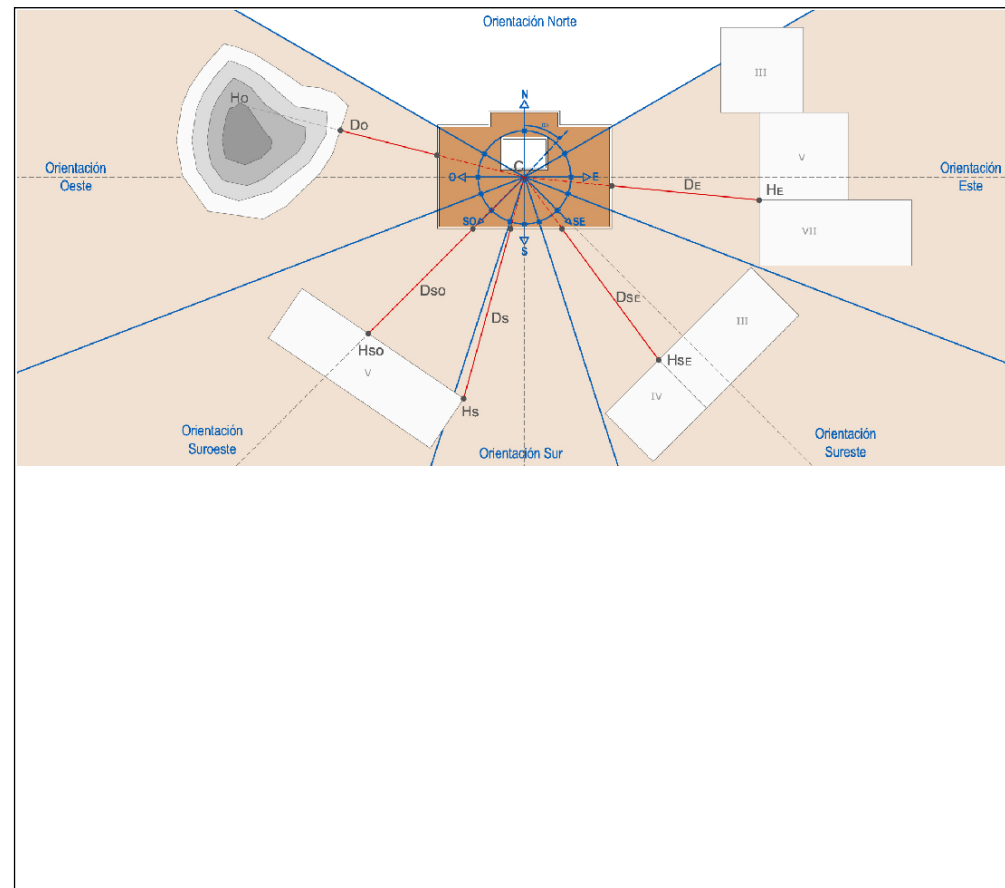 Orientación Norte
III
Ho
N
Do
θ
C
V
Orientación
Oeste
O
E
Orientación
Este
DE
HE
SO
SE
S
VII
Dso
Ds
DSE
III
Hso
V
HSE
Hs
IV
Orientación
Suroeste
Orientación Sur
Orientación
Sureste